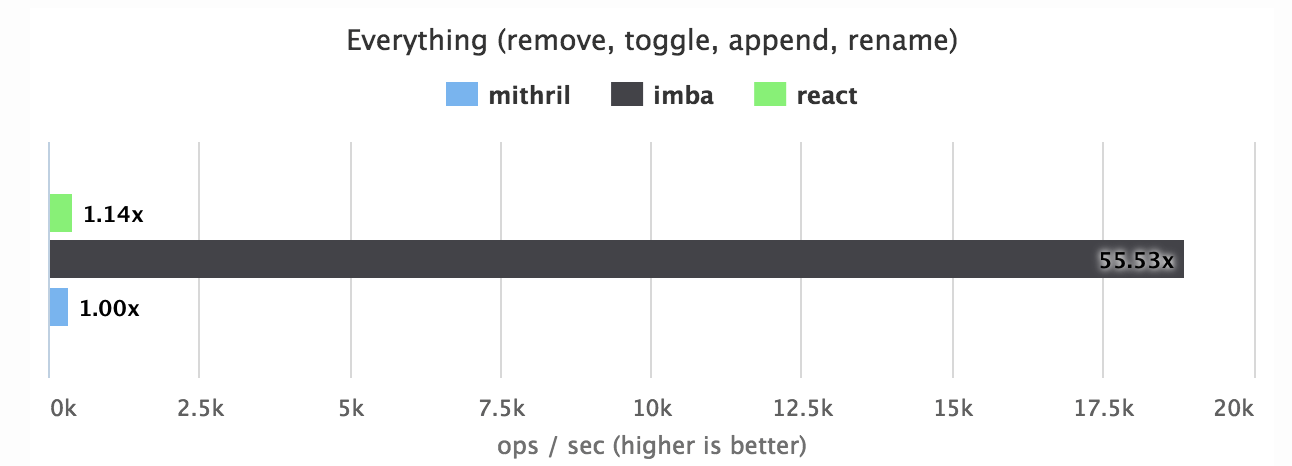 Everything (remove, toggle, append, rename)
mithril imba react
1.14x
55.53x
1.00x
0k 2.5k 5k 7.5k 10k 12.5k 15k 17.5k 20k
ops / sec (higher is better)